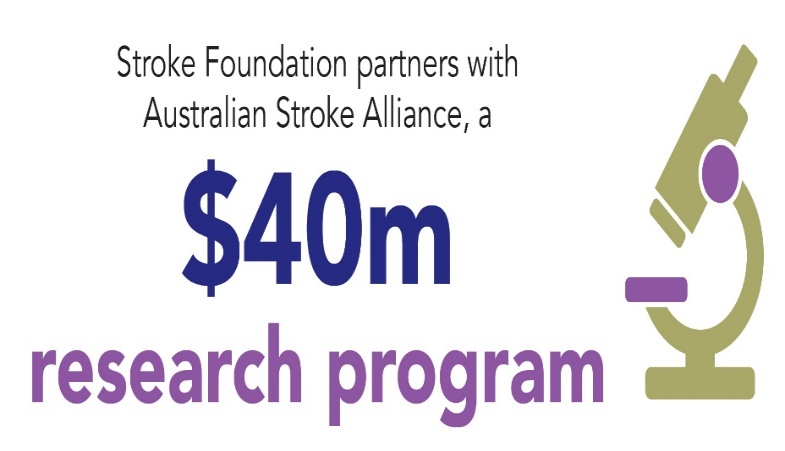 Stroke Foundation partners with
Australian Stroke Alliance, a
$40m
research program